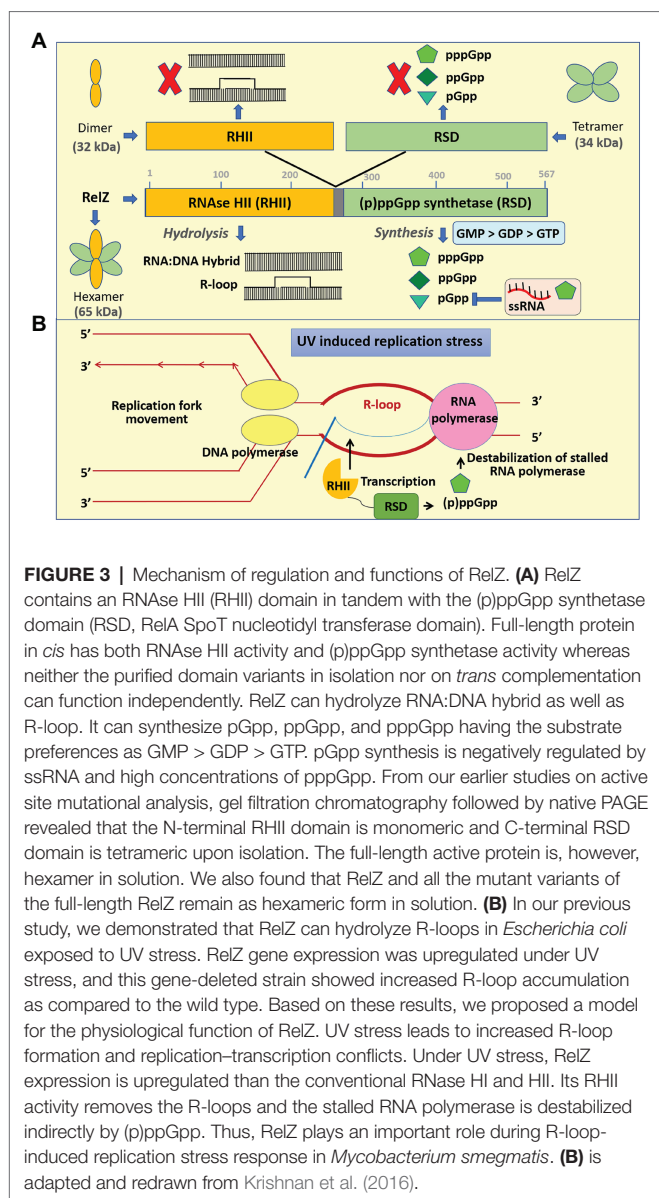 A
pppGpp
ppGpp
pGpp
Dimer
(32 kDa)
RHII
RSD
Tetramer
(34 kDa)
1 100 200 300 400 500 567
RelZ
RNAse HII (RHII)
(p)ppGpp synthetase (RSD)
Hydrolysis
Synthesis
GMP > GDP > GTP
RNA:DNA Hybrid
R-loop
pppGpp
ppGpp
pGpp
ssRNA
Hexamer
(65 kDa)
B
5’
UV induced replication stress
3’
Replication fork
movement
R-loop
RNA
polymerase
3’
5’
DNA polymerase
Destabilization of stalled
RNA polymerase
5’
Transcription
RHII
3’
RSD
(p)ppGpp
FIGURE 3 | Mechanism of regulation and functions of RelZ. (A) RelZ
contains an RNAse HII (RHII) domain in tandem with the (p)ppGpp synthetase
domain (RSD, RelA SpoT nucleotidyl transferase domain). Full-length protein
in cis has both RNAse HII activity and (p)ppGpp synthetase activity whereas
neither the purified domain variants in isolation nor on trans complementation
can function independently. RelZ can hydrolyze RNA:DNA hybrid as well as
R-loop. It can synthesize pGpp, ppGpp, and pppGpp having the substrate
preferences as GMP > GDP > GTP. pGpp synthesis is negatively regulated by
ssRNA and high concentrations of pppGpp. From our earlier studies on active
site mutational analysis, gel filtration chromatography followed by native PAGE
revealed that the N-terminal RHII domain is monomeric and C-terminal RSD
domain is tetrameric upon isolation. The full-length active protein is, however,
hexamer in solution. We also found that RelZ and all the mutant variants of
the full-length RelZ remain as hexameric form in solution. (B) In our previous
study, we demonstrated that RelZ can hydrolyze R-loops in Escherichia coli
exposed to UV stress. RelZ gene expression was upregulated under UV
stress, and this gene-deleted strain showed increased R-loop accumulation
as compared to the wild type. Based on these results, we proposed a model
for the physiological function of RelZ. UV stress leads to increased R-loop
formation and replication–transcription conflicts. Under UV stress, RelZ
expression is upregulated than the conventional RNase HI and HII. Its RHII
activity removes the R-loops and the stalled RNA polymerase is destabilized
indirectly by (p)ppGpp. Thus, RelZ plays an important role during R-loop-
induced replication stress response in Mycobacterium smegmatis. (B) is
adapted and redrawn from Krishnan et al. (2016).